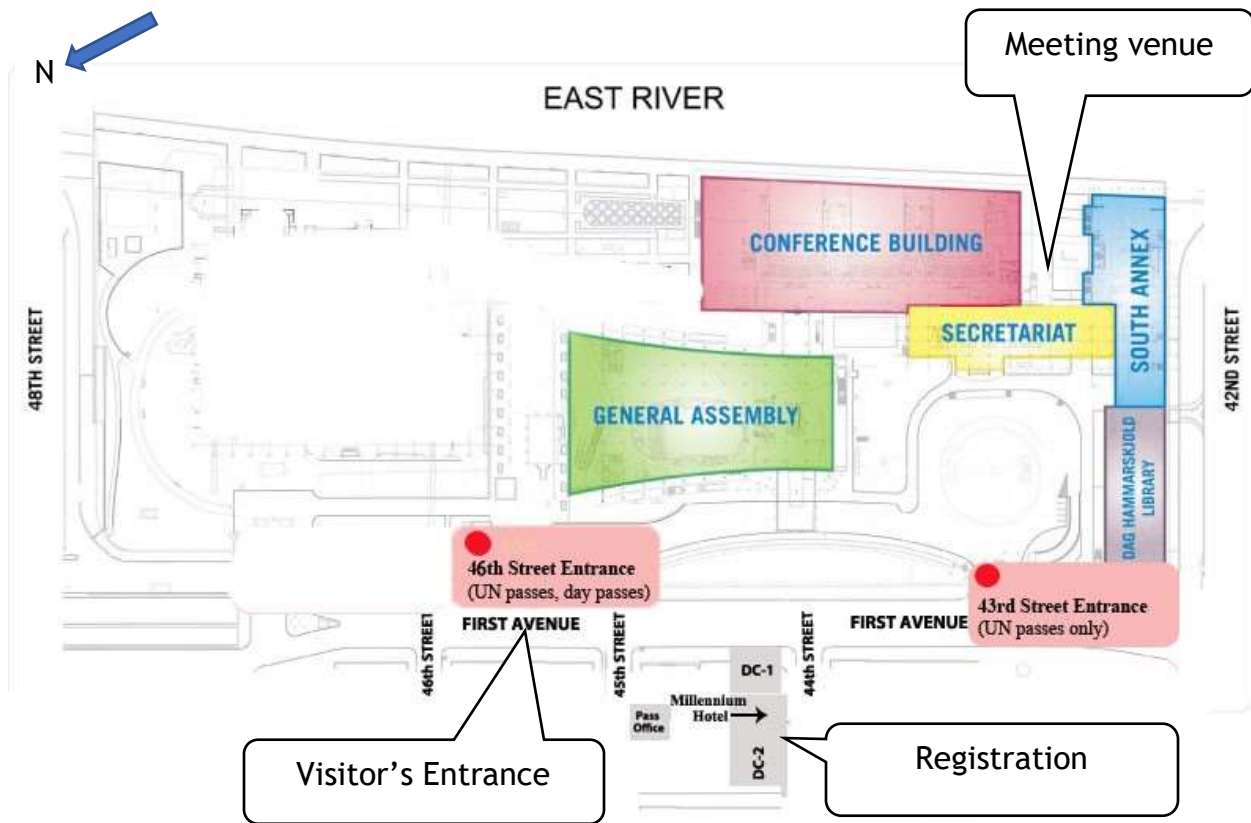 N
Meeting venue
EAST RIVER
CONFERENCE BUILDING
SOUTH ANNEX
SECRETARIAT
48TH STREET
42ND STREET
GENERAL ASSEMBLY
DAG HAMMARSKJOLD
LIBRARY
46th Street Entrance
(UN passes, day passes)
43rd Street Entrance
(UN passes only)
FIRST AVENUE
FIRST AVENUE
46th STREET
45th STREET
44th STREET
DC-1
Millennium
Hotel
Pass
Office
DC-2
Visitor’s Entrance
Registration